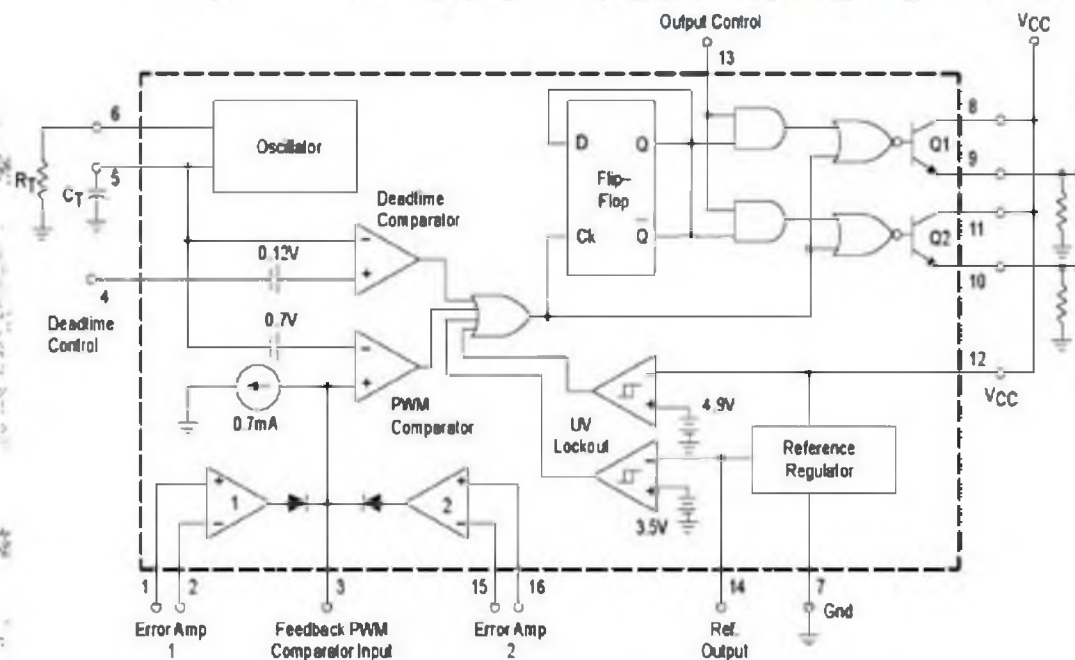 Output Control
VCC
13
6
8
Oscillator
D
Q
Q1
RT
5
CT
9
Flip-
Flop
Deadtime
Comparator
11
0.12V
Ck
Q
Q2
4
10
Deadtime
Control
0.7V
12
VCC
4.9V
PWM
Comparator
UV
Lockout
0.7mA
Reference
Regulator
1
2
3.5V
1
2
3
15
16
14
7
Gnd
Error Amp
1
Feedback PWM
Comparator Input
Error Amp
2
Ref.
Output